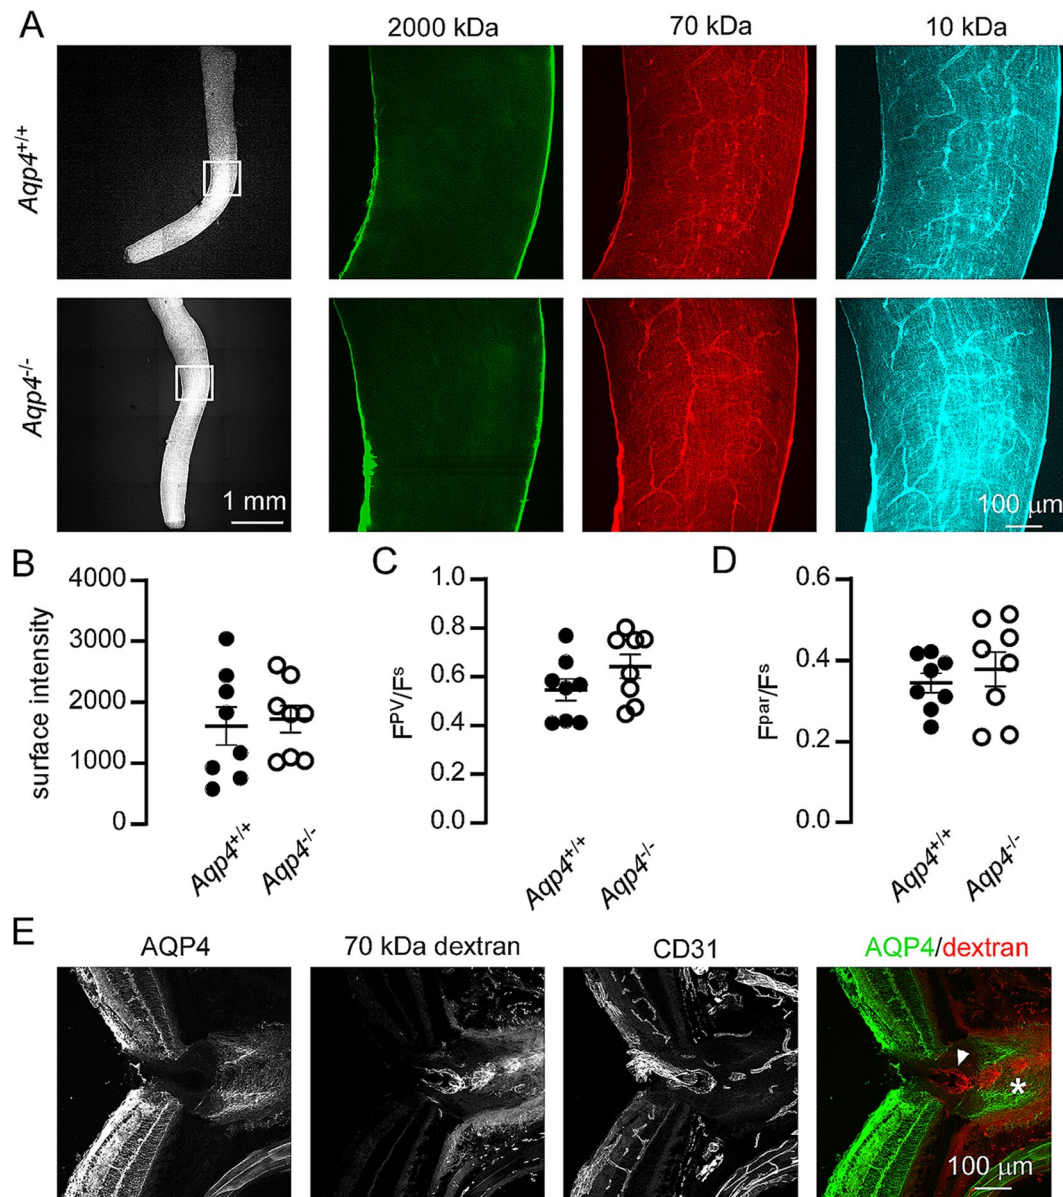 A
2000 kDa
70 kDa
10 kDa
Aqp4+/+
Aqp4-/-
1 mm
100 μm
B
surface intensity
4000
3000
2000
1000
0
Aqp4+/+
Aqp4-/-
C
FPV/Fs
1.0
0.8
0.6
0.4
0.2
0.0
Aqp4+/+
Aqp4-/-
D
Fpar/Fs
0.6
0.4
0.2
0.0
Aqp4+/+
Aqp4-/-
E
AQP4
70 kDa dextran
CD31
AQP4/dextran
*
100 μm